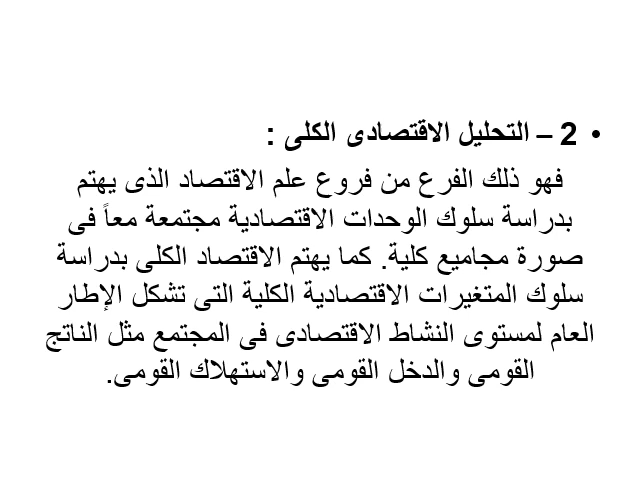 • 2 – التحليل الاقتصادى الكلى :
فهو ذلك الفرع من فروع علم الاقتصاد الذى يهتم
بدراسة سلوك الوحدات الاقتصادية مجتمعة معاً فى
صورة مجاميع كلية. كما يهتم الاقتصاد الكلى بدراسة
سلوك المتغيرات الاقتصادية الكلية التى تشكل الإطار
العام لمستوى النشاط الاقتصادى فى المجتمع مثل الناتج
القومى والدخل القومى والاستهلاك القومى.